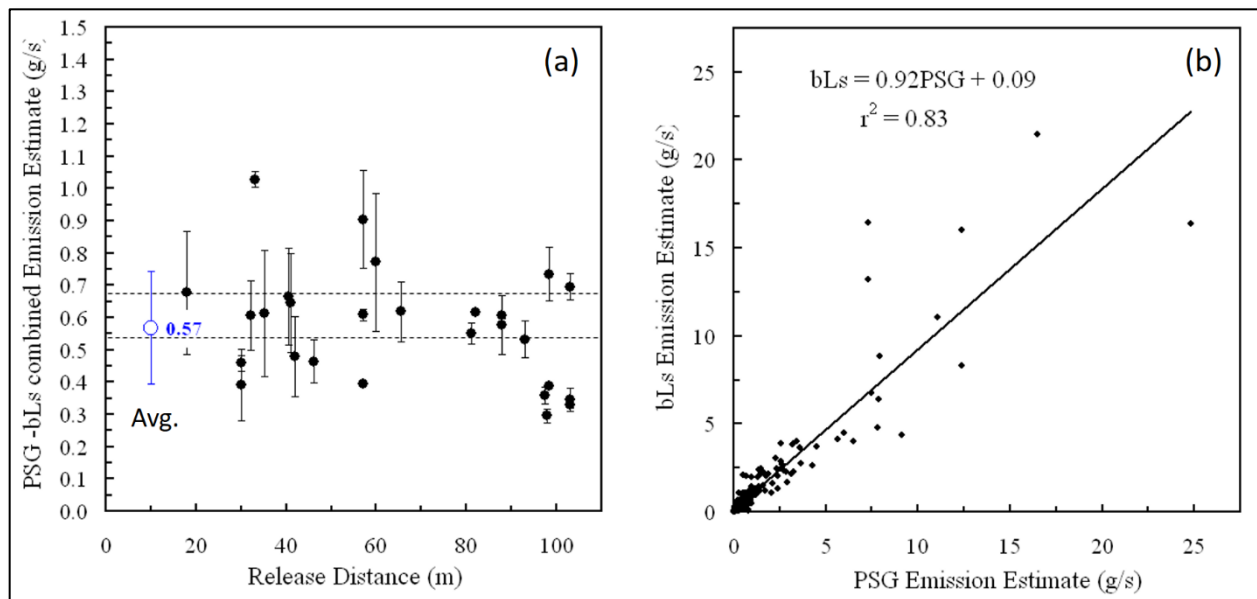 (a)
PSG -bLs combined Emission Estimate (g/s)
1.5
1.4
1.3
1.2
1.1
1.0
0.9
0.8
0.7
0.6
0.5
0.4
0.3
0.2
0.1
0.0
0.57
Avg.
0 20 40 60 80 100
Release Distance (m)
(b)
bLs = 0.92PSG + 0.09
r² = 0.83
bLs Emission Estimate (g/s)
25
20
15
10
5
0
0 5 10 15 20 25
PSG Emission Estimate (g/s)